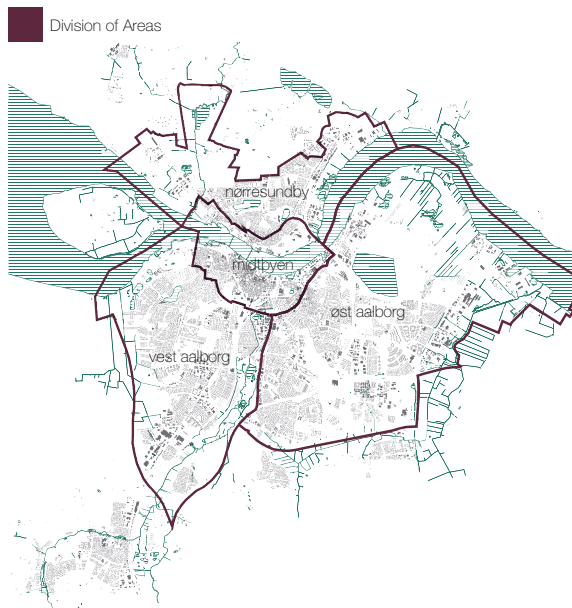 Division of Areas
nørresundby
midtbyen
øst aalborg
vest aalborg